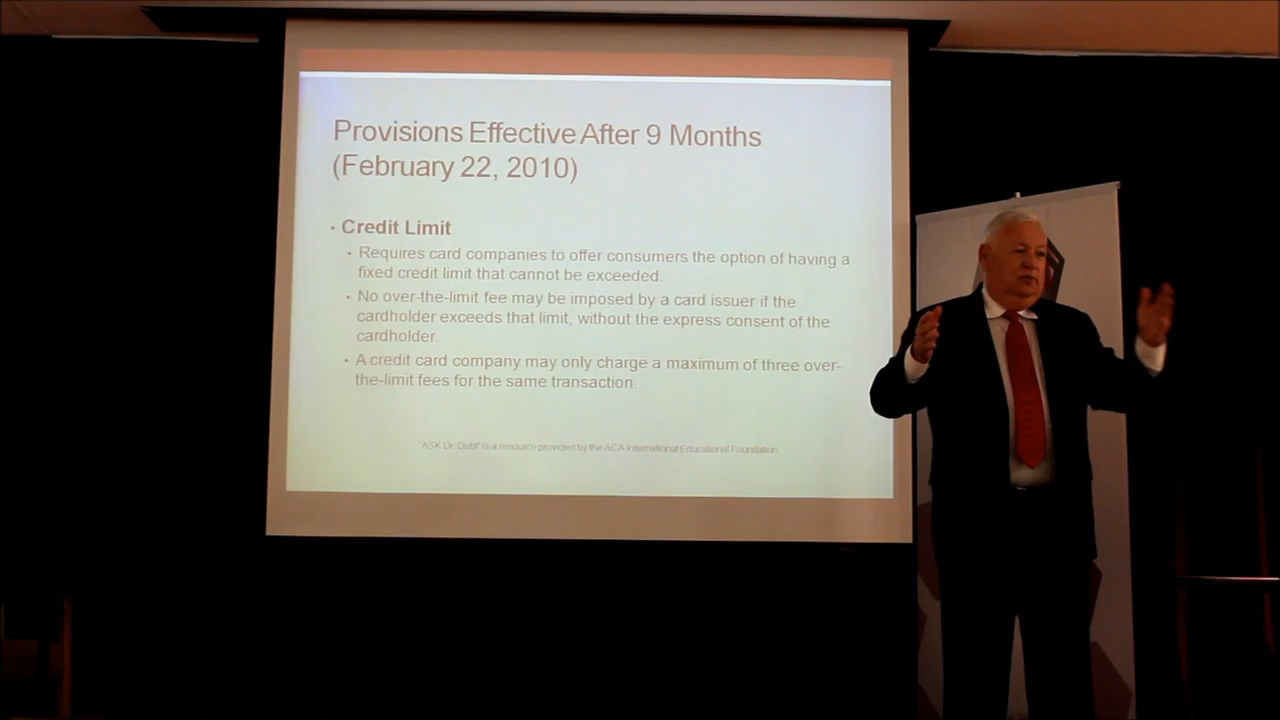 Provisions Effective After 9 Months
(February 22, 2010)
• Credit Limit
• Requires card companies to offer consumers the option of having a
fixed credit limit that cannot be exceeded.
• No over-the-limit fee may be imposed by a card issuer if the
cardholder exceeds that limit, without the express consent of the
cardholder.
• A credit card company may only charge a maximum of three over-
the-limit fees for the same transaction.
"ASK Dr. Debt" is a resource provided by the ACA International Educational Foundation